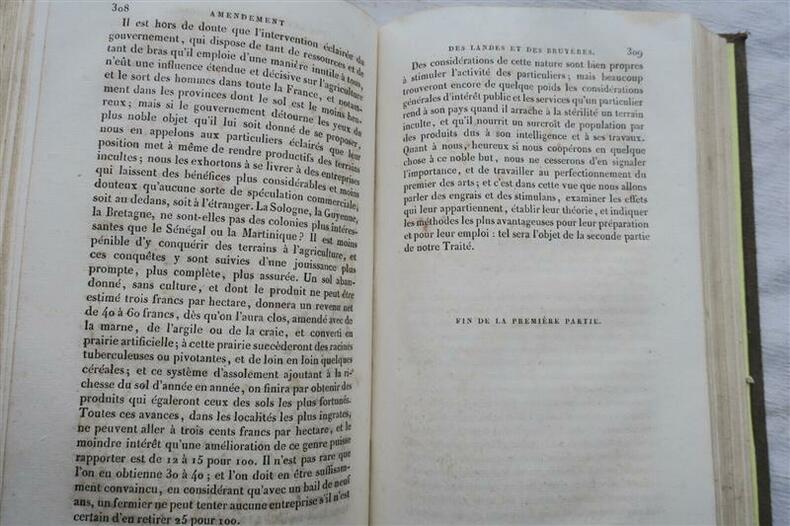 308
AMENDEMENT
Il est hors de doute que l'intervention éclairée du
gouvernement, qui dispose de tant de ressources et de
tant de bras qu'il emploie d'une manière inutile à tous,
n'eût une influence étendue et décisive sur l'agriculture
et le sort des hommes dans toute la France, et notam-
ment dans les provinces dont le sol est le moins heu-
reux; mais si le gouvernement détourne les yeux du
plus noble objet qu'il lui soit donné de se proposer,
nous en appelons aux particuliers éclairés que leur
position met à même de rendre productifs des terrains
incultes; nous les exhortons à se livrer à des entreprises
qui laissent des bénéfices plus considérables et moins
douteux qu'aucune sorte de spéculation commerciale,
soit au dedans, soit à l'étranger. La Sologne, la Guyenne,
la Bretagne, ne sont-elles pas des colonies plus intéres-
santes que le Sénégal ou la Martinique? Il est moins
pénible d'y conquérir des terrains à l'agriculture, et
ces conquêtes y sont suivies d'une jouissance plus
prompte, plus complète, plus assurée. Un sol aban-
donné, sans culture, et dont le produit ne peut être
estimé trois francs par hectare, donnera un revenu net
de 40 à 60 francs, dès qu'on l'aura clos, amendé avec de
la marne, de l'argile ou de la craie, et converti en
prairie artificielle; à cette prairie succèderont des racines
tuberculeuses ou pivotantes, et de loin en loin quelques
céréales; et ce système d'assolement ajoutant à la ri-
chesse du sol d'année en année, on finira par obtenir des
produits qui égaleront ceux des sols les plus fortunés.
Toutes ces avances, dans les localités les plus ingrates,
ne peuvent aller à trois cents francs par hectare, et le
moindre intérêt qu'une amélioration de ce genre puisse
rapporter est de 12 à 15 pour 100. Il n'est pas rare que
l'on en obtienne 30 à 40; et l'on doit en être suffisam-
ment convaincu, en considérant qu'avec un bail de neuf
ans, un fermier ne peut tenter aucune entreprise s'il n'est
certain d'en retirer 25 pour 100.
DES LANDES ET DES BRUYÈRES.
309
Des considérations de cette nature sont bien propres
à stimuler l'activité des particuliers; mais beaucoup
trouveront encore de quelque poids les considérations
générales d'intérêt public et les services qu'un particulier
rend à son pays quand il arrache à la stérilité un terrain
inculte, et qu'il nourrit un surcroît de population par
des produits dus à son intelligence et à ses travaux.
Quant à nous, heureux si nous coopérons en quelque
chose à ce noble but, nous ne cesserons d'en signaler
l'importance, et de travailler au perfectionnement du
premier des arts; et c'est dans cette vue que nous allons
parler des engrais et des stimulans, examiner les effets
qui leur appartiennent, établir leur théorie, et indiquer
les méthodes les plus avantageuses pour leur préparation
et pour leur emploi: tel sera l'objet de la seconde partie
de notre Traité.
FIN DE LA PREMIÈRE PARTIE.